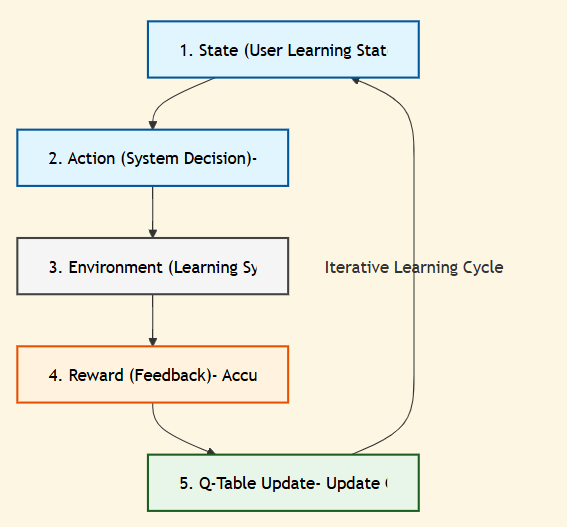 1. State (User Learning Stat
2. Action (System Decision)-
3. Environment (Learning Sy
Iterative Learning Cycle
4. Reward (Feedback)- Accu
5. Q-Table Update- Update